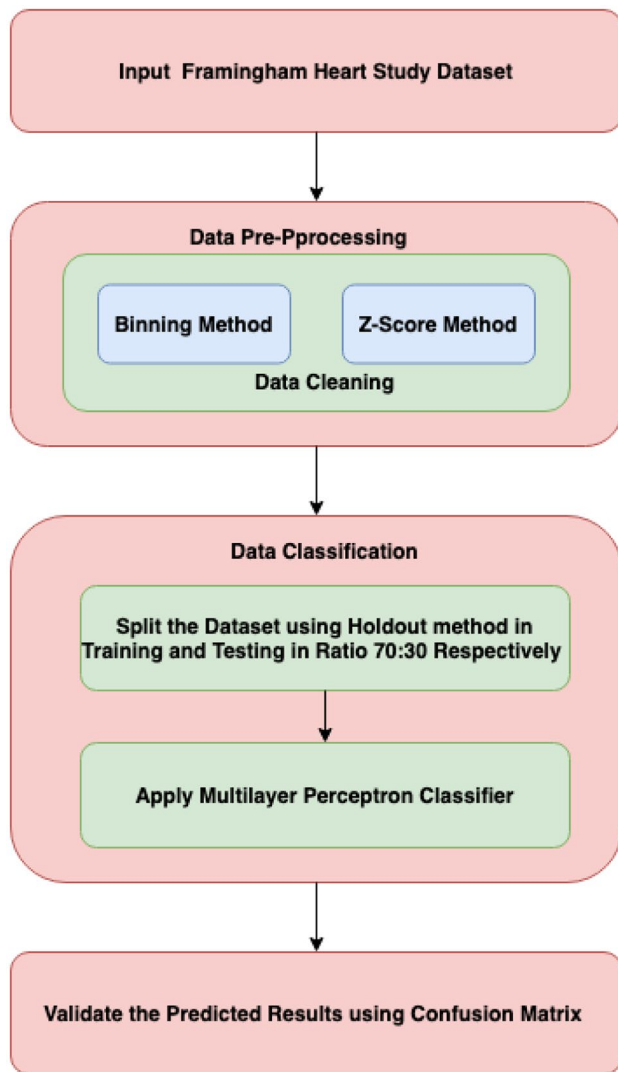 Input Framingham Heart Study Dataset
Data Pre-Pprocessing
Binning Method
Z-Score Method
Data Cleaning
Data Classification
Split the Dataset using Holdout method in
Training and Testing in Ratio 70:30 Respectively
Apply Multilayer Perceptron Classifier
Validate the Predicted Results using Confusion Matrix